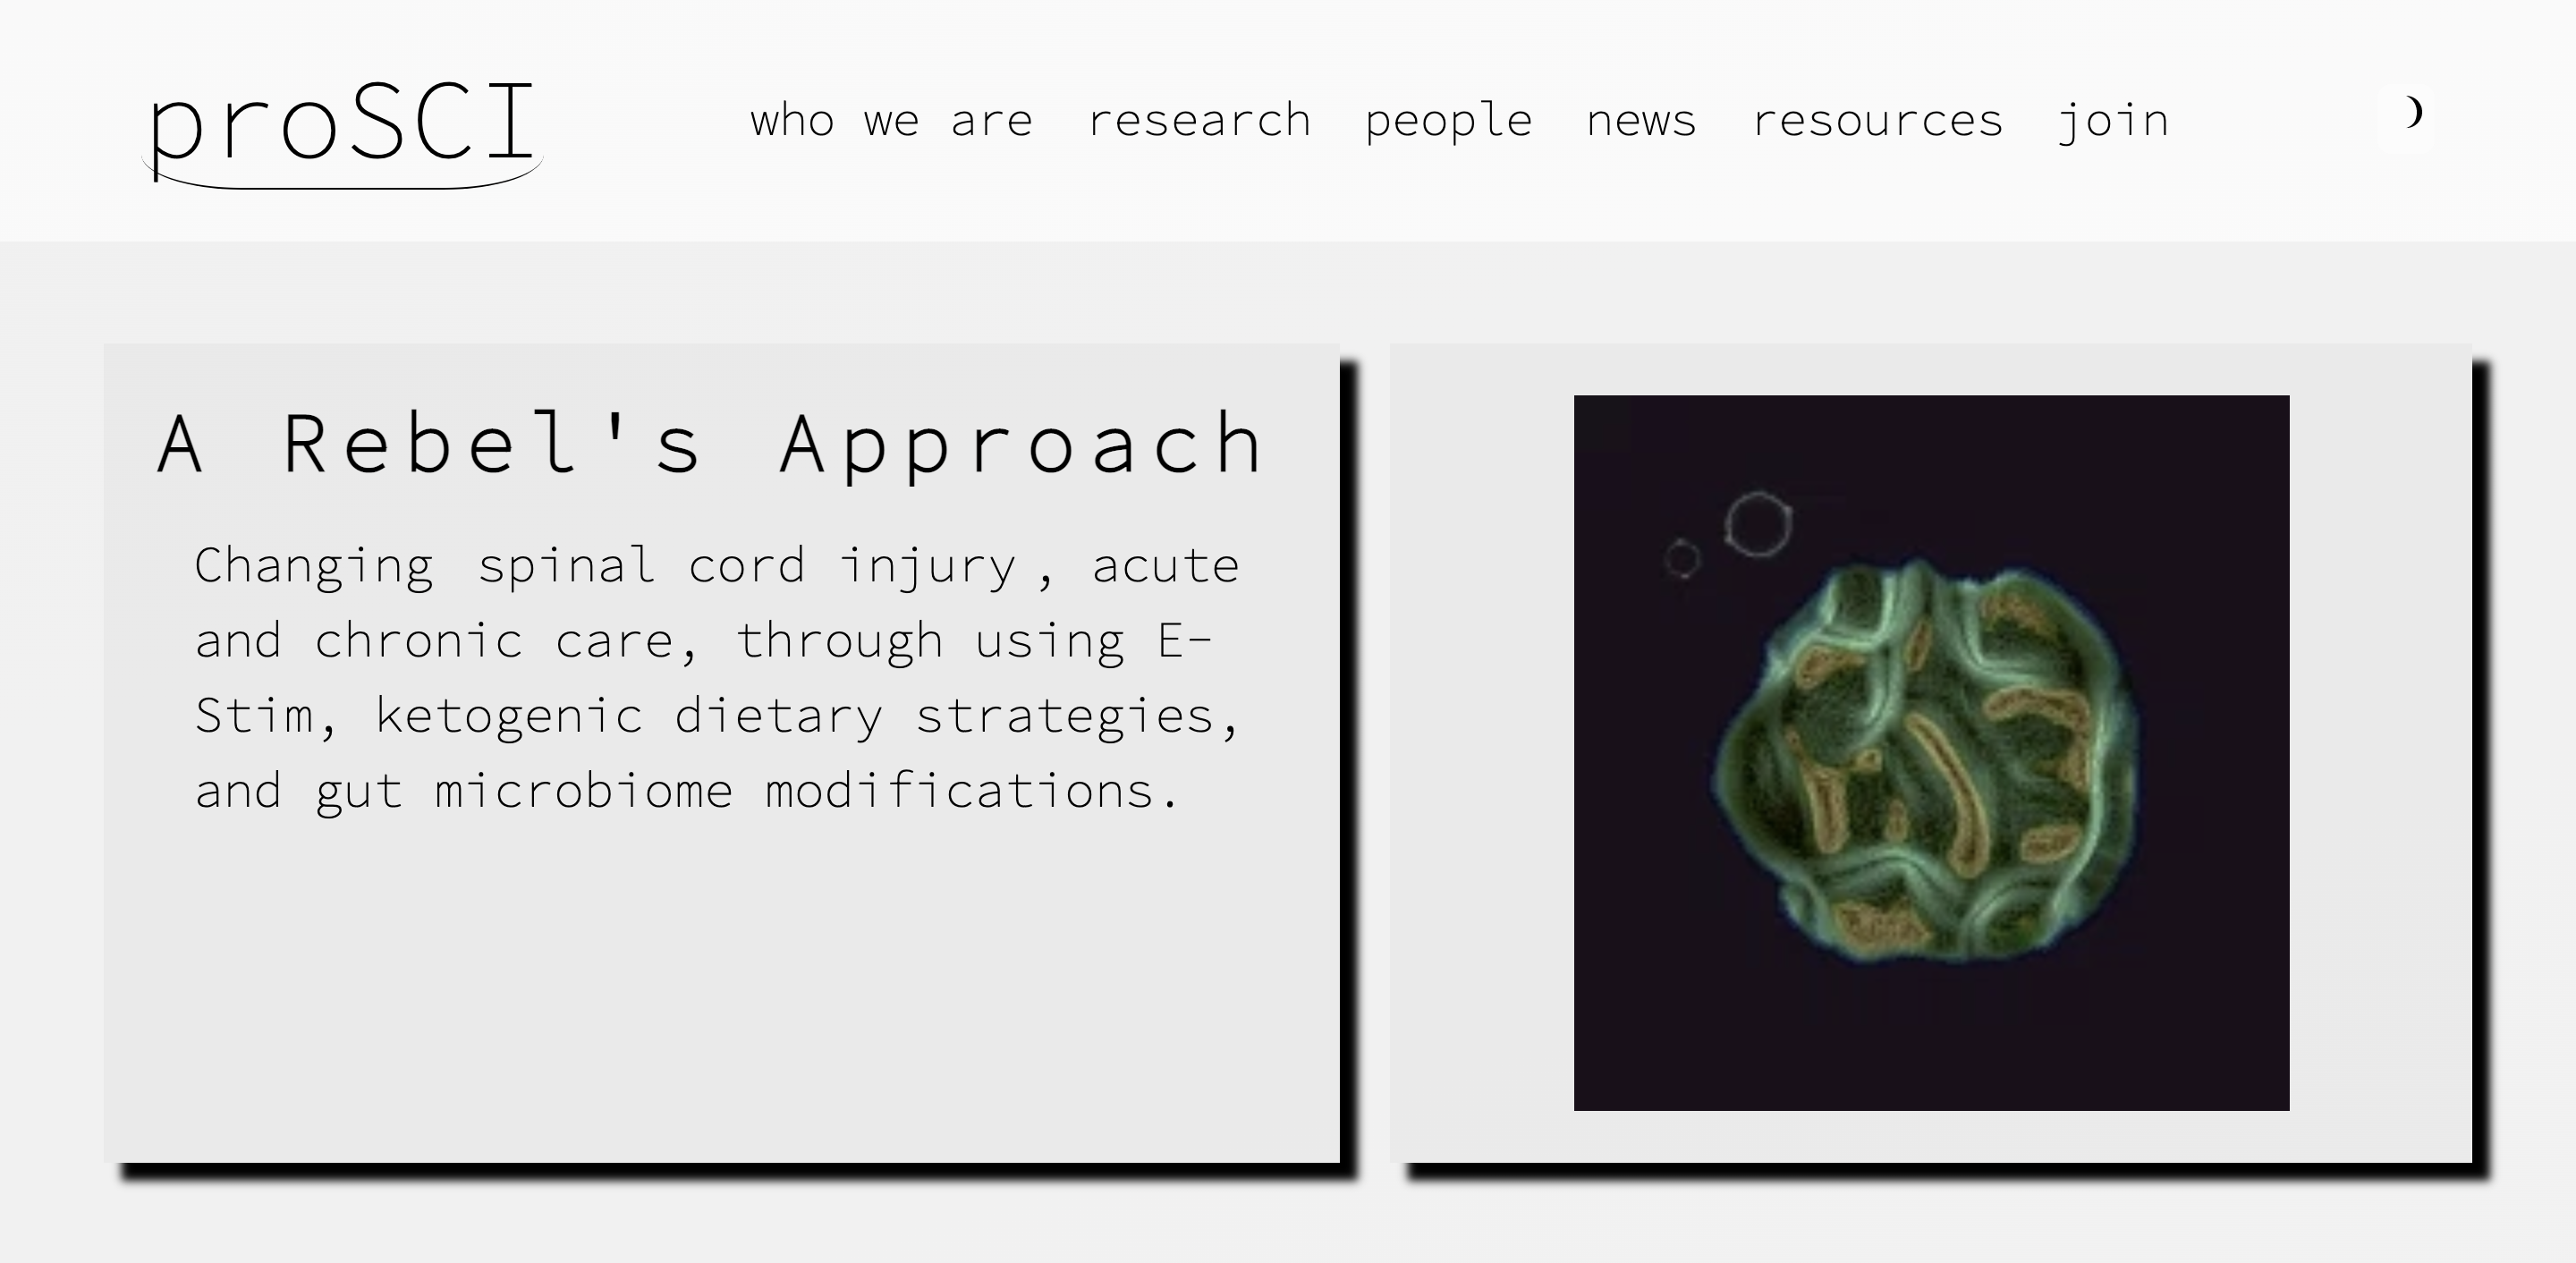 proSCI
who we are research people news resources join
A Rebel's Approach
Changing spinal cord injury , acute
and chronic care, through using E-
Stim, ketogenic dietary strategies,
and gut microbiome modifications.